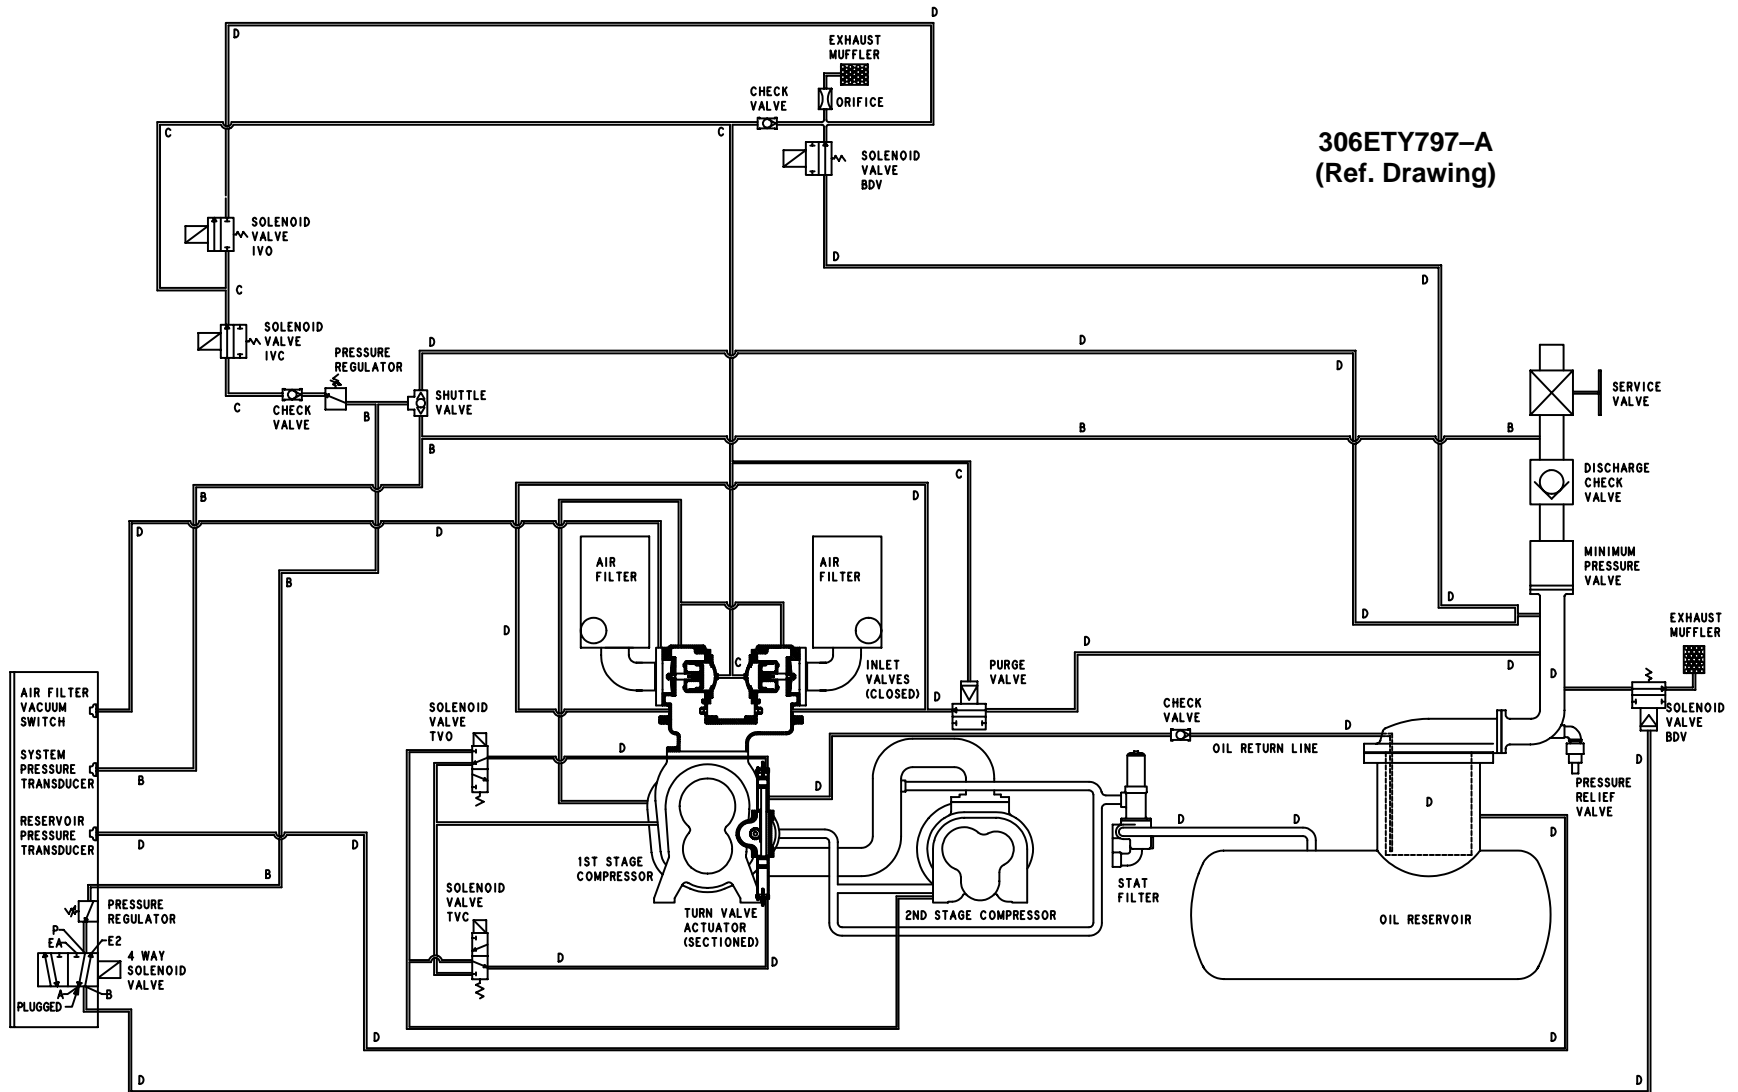 D
D
EXHAUST
MUFFLER
CHECK
VALVE
ORIFICE
C
C
SOLENOID
VALVE
BDV
306ETY797–A
(Ref. Drawing)
SOLENOID
VALVE
IVO
D
D
C
SOLENOID
VALVE
IVC
PRESSURE
REGULATOR
D
D
D
C
CHECK
VALVE
B
SHUTTLE
VALVE
SERVICE
VALVE
B
B
B
B
C
D
DISCHARGE
CHECK
VALVE
D
D
AIR
FILTER
AIR
FILTER
B
MINIMUM
PRESSURE
VALVE
D
D
D
EXHAUST
MUFFLER
D
C
INLET
VALVES
(CLOSED)
D
PURGE
VALVE
D
D
AIR FILTER
VACUUM
SWITCH
SOLENOID
VALVE
TVO
D
CHECK
VALVE
OIL RETURN LINE
D
SOLENOID
VALVE
BDV
SYSTEM
PRESSURE
TRANSDUCER
B
D
D
PRESSURE
RELIEF
VALVE
D
RESERVOIR
PRESSURE
TRANSDUCER
D
D
D
D
D
1ST STAGE
COMPRESSOR
STAT
FILTER
B
SOLENOID
VALVE
TVC
TURN VALVE
ACTUATOR
(SECTIONED)
2ND STAGE COMPRESSOR
OIL RESERVOIR
PRESSURE
REGULATOR
P
EA
E2
4 WAY
SOLENOID
VALVE
A
B
PLUGGED
D
D
D
D
D
D